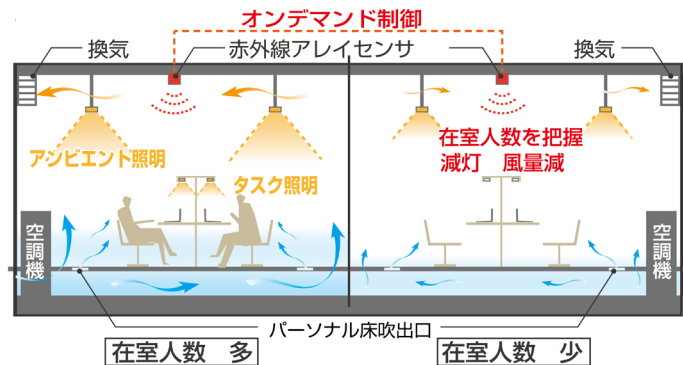 オンデマンド制御
換気
赤外線アレイセンサ
換気
アンビエント照明
タスク照明
在室人数を把握
減灯　風量減
空調機
空調機
パーソナル床吹出口
在室人数　多
在室人数　少